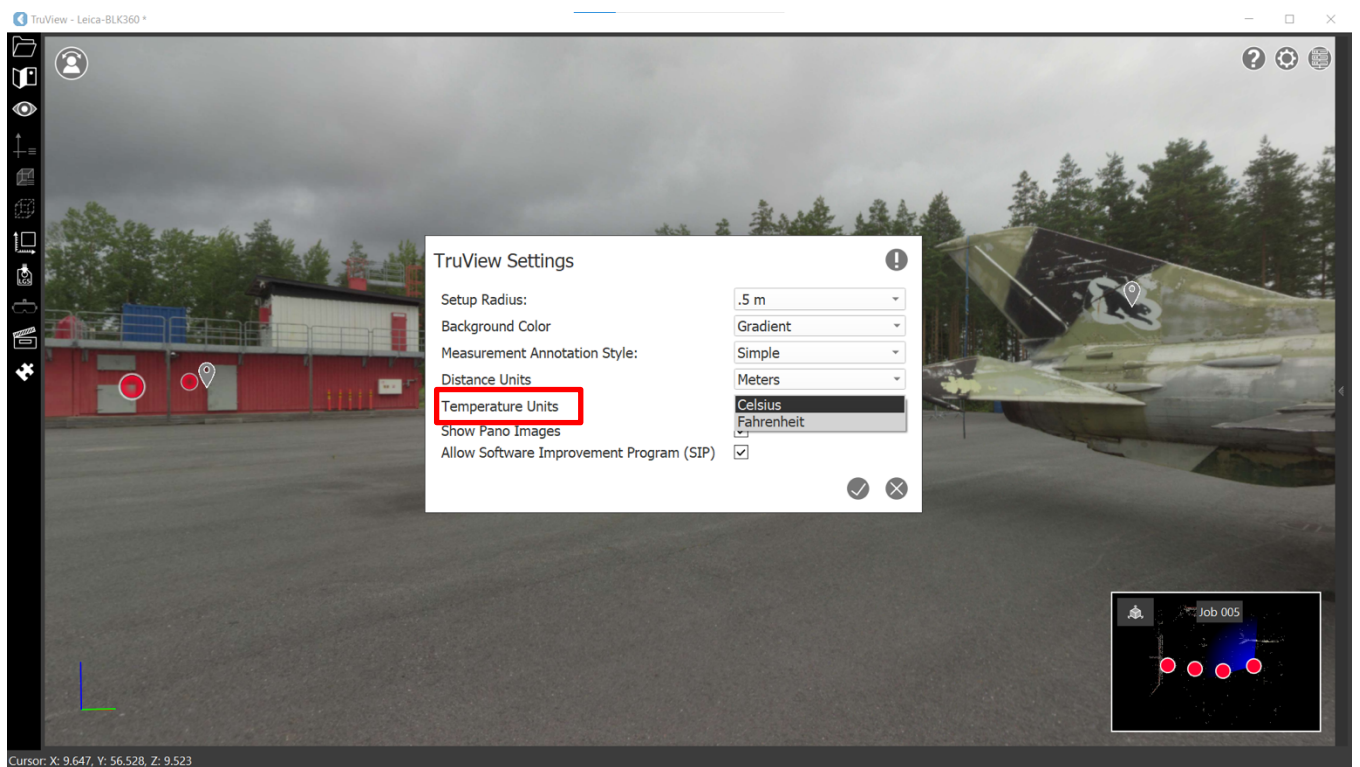 TruView - Leica-BLK360 *
TruView Settings
Setup Radius: .5 m
Background Color Gradient
Measurement Annotation Style: Simple
Distance Units Meters
Temperature Units Celsius
Fahrenheit
Show Pano Images
Allow Software Improvement Program (SIP)
LGS
Job 005
Cursor: X: 9.647, Y: 56.528, Z: 9.523